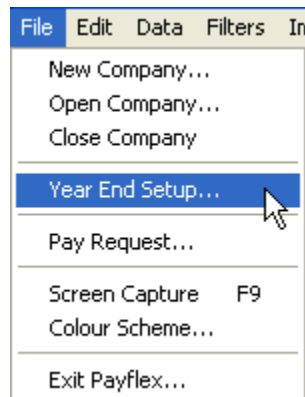 File Edit Data Filters
New Company...
Open Company...
Close Company
Year End Setup...
Pay Request...
Screen Capture F9
Colour Scheme...
Exit Payflex...